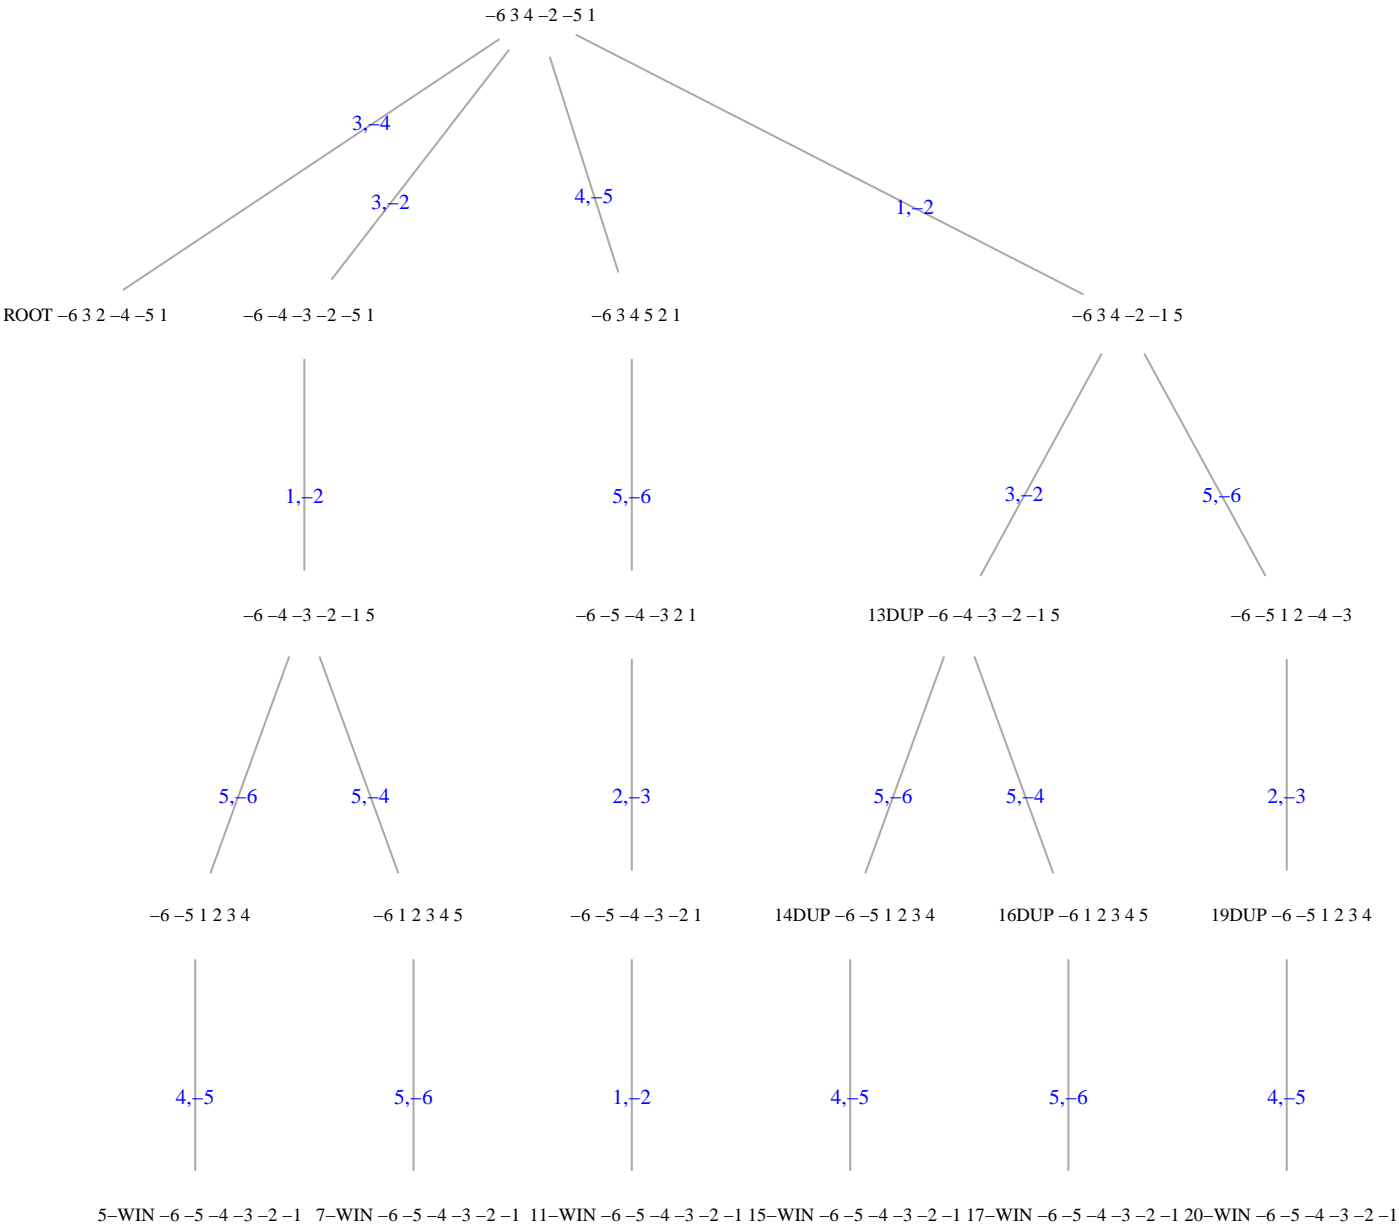 –6 3 4 –2 –5 1
3,–4
3,–2
4,–5
1,–2
ROOT –6 3 2 –4 –5 1
–6 –4 –3 –2 –5 1
–6 3 4 5 2 1
–6 3 4 –2 –1 5
1,–2
5,–6
3,–2
5,–6
–6 –4 –3 –2 –1 5
–6 –5 –4 –3 2 1
13DUP –6 –4 –3 –2 –1 5
–6 –5 1 2 –4 –3
5,–6
5,–4
2,–3
5,–6
5,–4
2,–3
–6 –5 1 2 3 4
–6 1 2 3 4 5
–6 –5 –4 –3 –2 1
14DUP –6 –5 1 2 3 4
16DUP –6 1 2 3 4 5
19DUP –6 –5 1 2 3 4
4,–5
5,–6
1,–2
4,–5
5,–6
4,–5
5–WIN –6 –5 –4 –3 –2 –1
7–WIN –6 –5 –4 –3 –2 –1
11–WIN –6 –5 –4 –3 –2 –1
15–WIN –6 –5 –4 –3 –2 –1
17–WIN –6 –5 –4 –3 –2 –1
20–WIN –6 –5 –4 –3 –2 –1